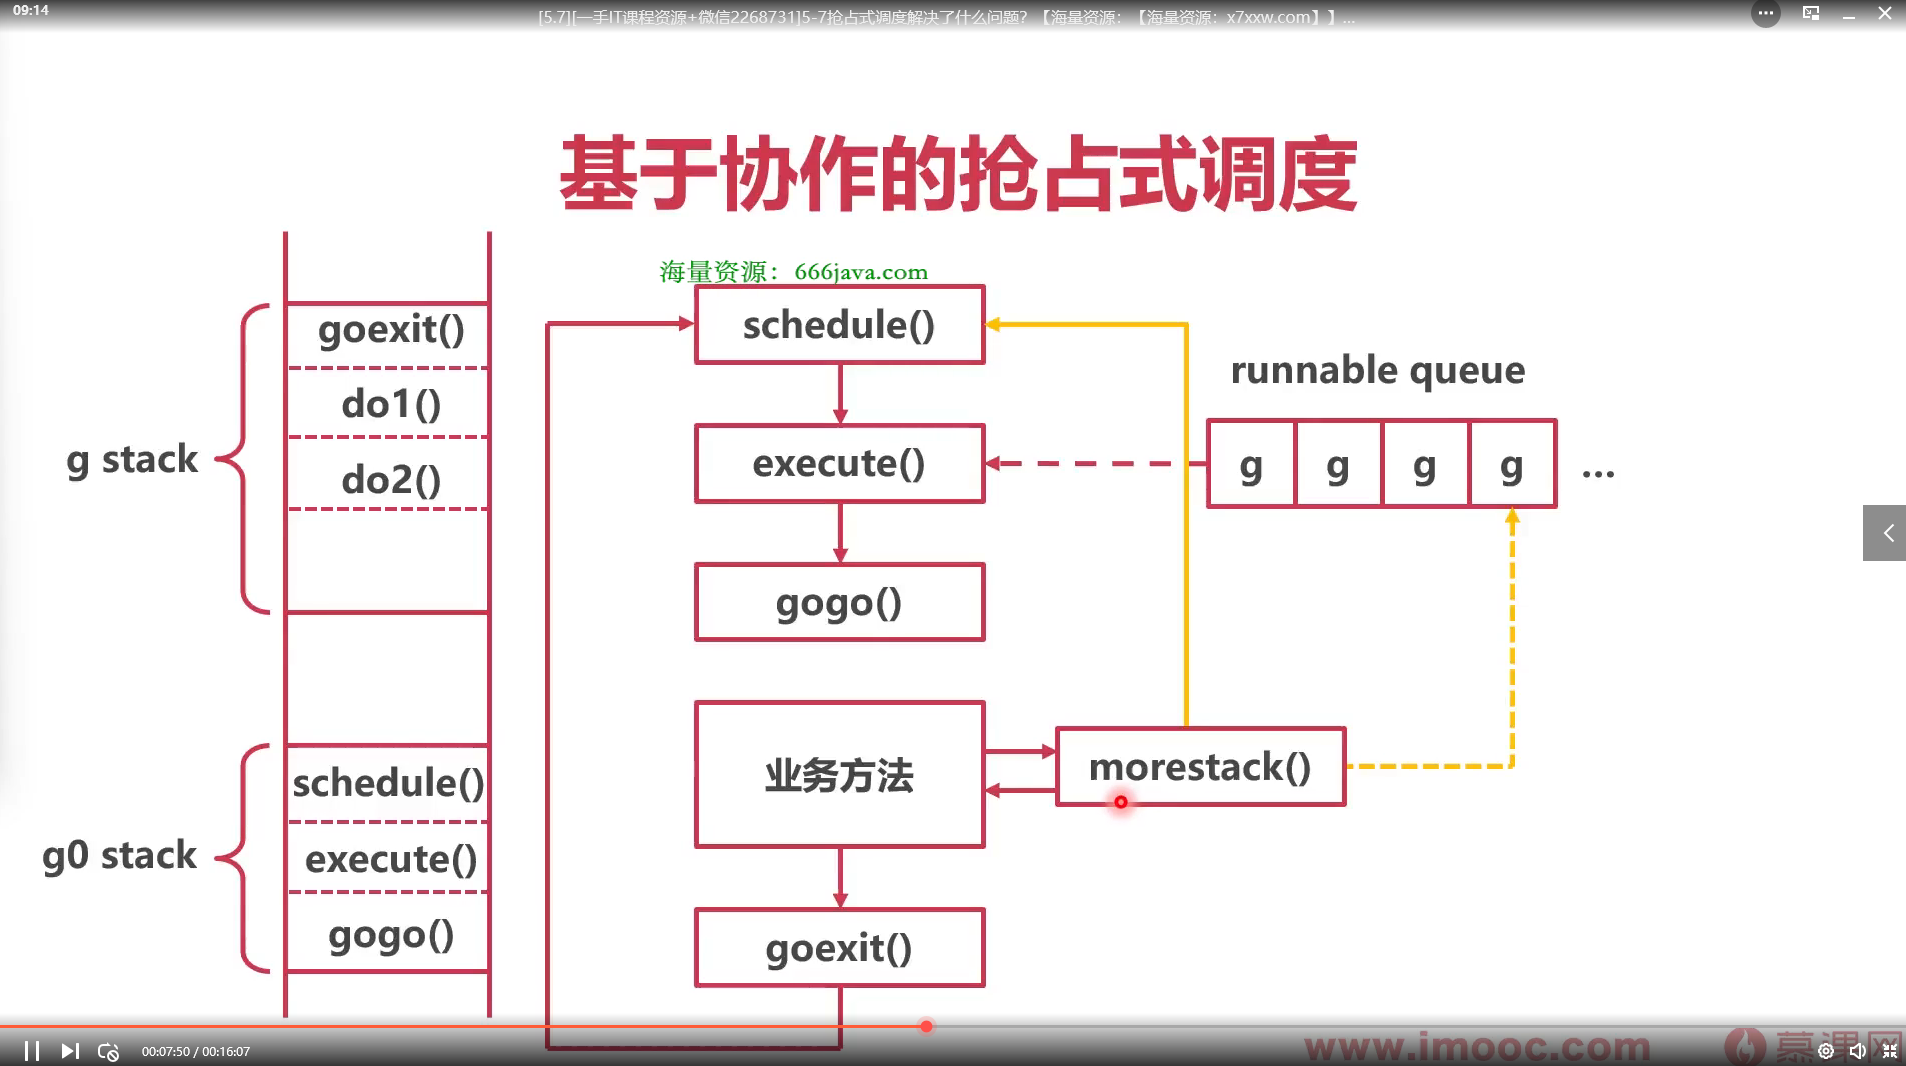 09:14
[5.7][一手IT课程资源+微信2268731]5-7抢占式调度解决了什么问题？【海量资源：【海量资源：x7xxw.com】】...
基于协作的抢占式调度
海量资源：666java.com
goexit()
do1()
do2()
g stack
schedule()
execute()
gogo()
g0 stack
schedule()
execute()
gogo()
业务方法
morestack()
goexit()
runnable queue
g g g g ...
www.imooc.com 慕课网
00:07:50 / 00:16:07